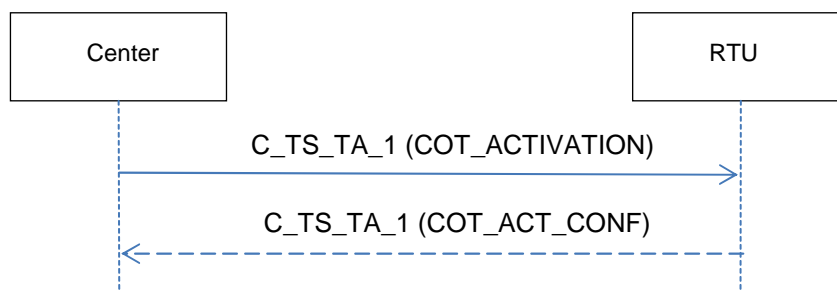 Center
RTU
C_TS_TA_1 (COT_ACTIVATION)
C_TS_TA_1 (COT_ACT_CONF)